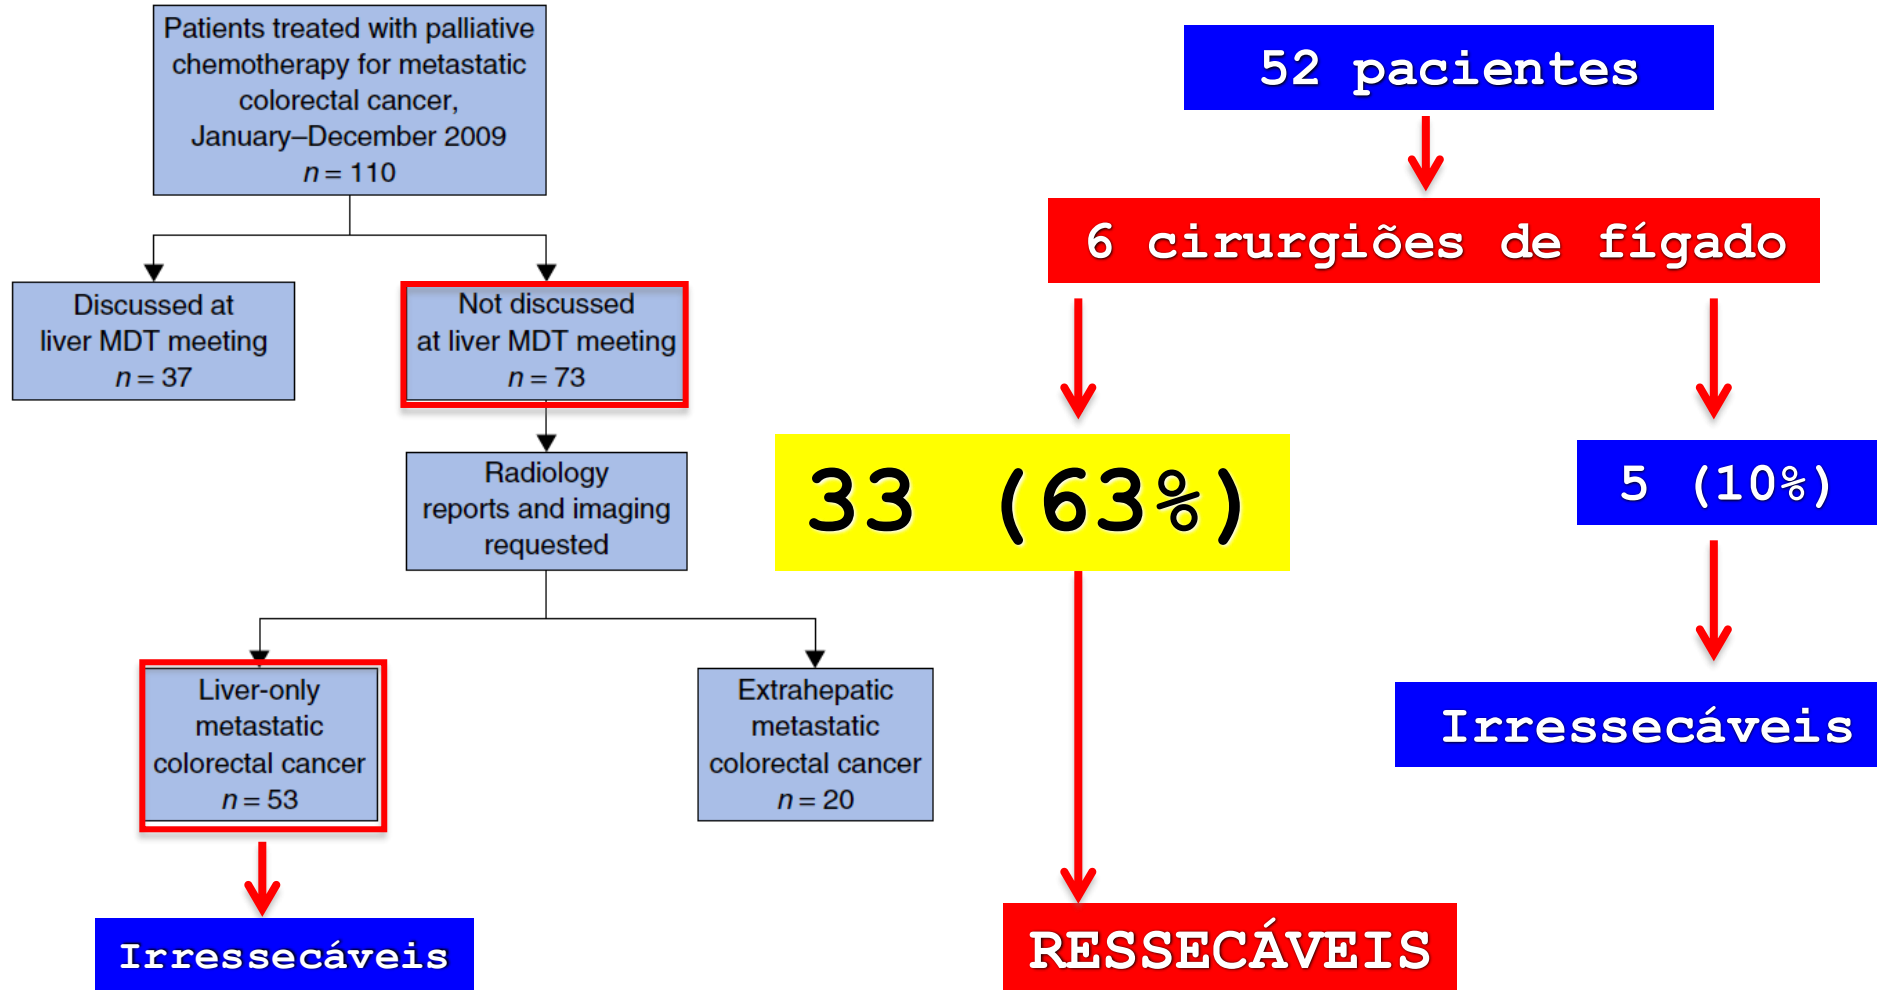 Patients treated with palliative
chemotherapy for metastatic
colorectal cancer,
January–December 2009
n = 110
Discussed at
liver MDT meeting
n = 37
Not discussed
at liver MDT meeting
n = 73
Radiology
reports and imaging
requested
Liver-only
metastatic
colorectal cancer
n = 53
Extrahepatic
metastatic
colorectal cancer
n = 20
Irressecáveis
52 pacientes
6 cirurgiões de fígado
33 (63%)
RESSECÁVEIS
5 (10%)
Irressecáveis